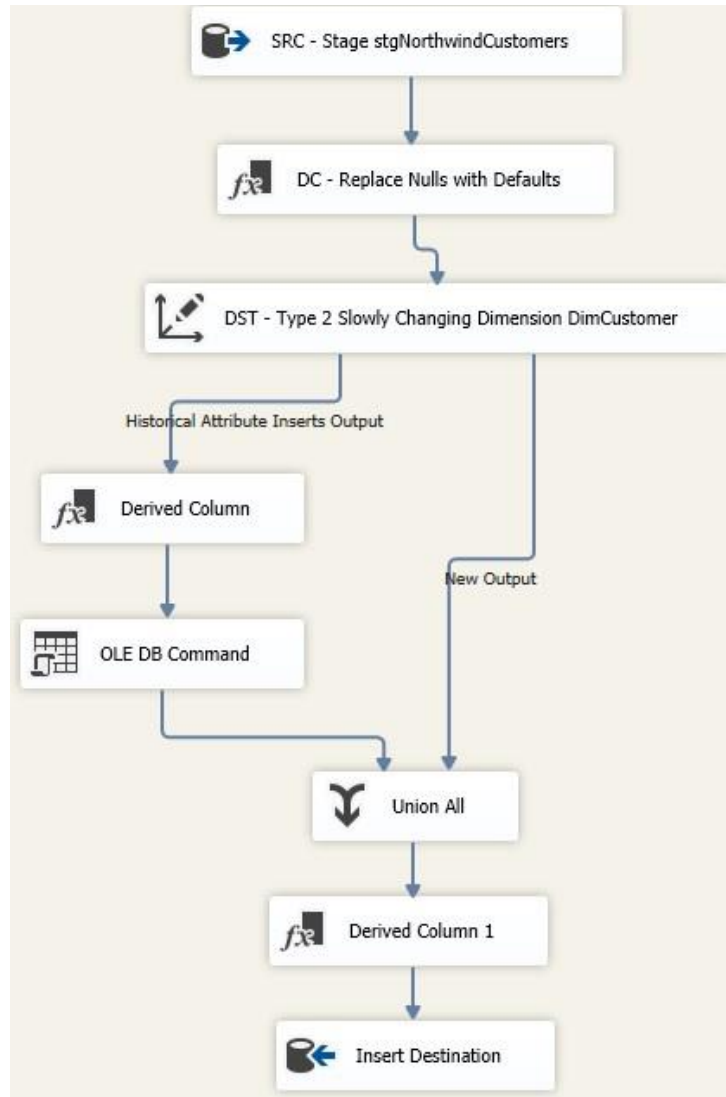 SRC - Stage stgNorthwindCustomers
DC - Replace Nulls with Defaults
DST - Type 2 Slowly Changing Dimension DimCustomer
Historical Attribute Inserts Output
Derived Column
New Output
OLE DB Command
Union All
Derived Column 1
Insert Destination